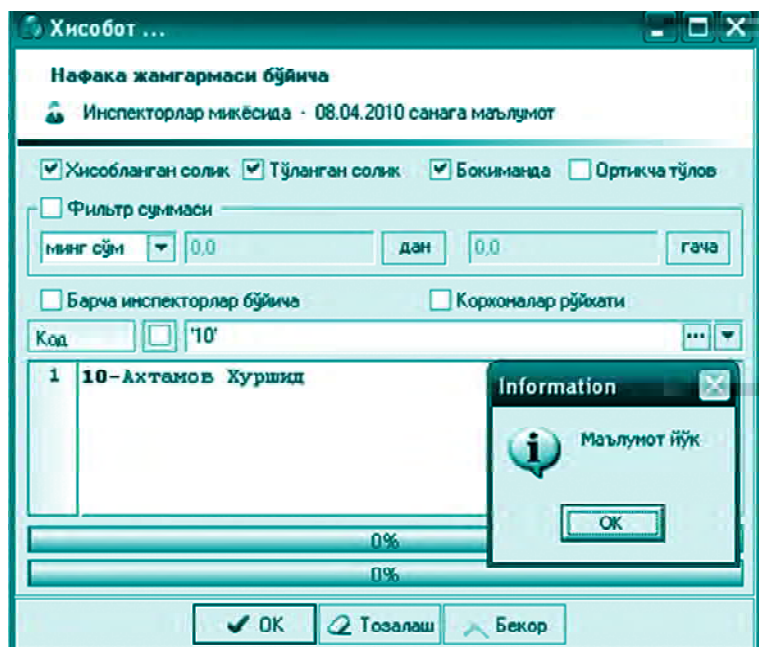 Хисобот ...
Нафака жамгармаси бўйича
Инспекторлар микёсида - 08.04.2010 санага маълумот
Хисобланган солик Тўланган солик Бокиманда Ортикча тўлов
Фильтр суммаси
минг сўм 0,0 дан 0,0 гача
Барча инспекторлар бўйича Корхоналар рўйхати
Код '10' ...
1 10-Ахтамов Хуршид
Information
Маълумот йўк
OK
0%
0%
OK Тозалаш Бекор